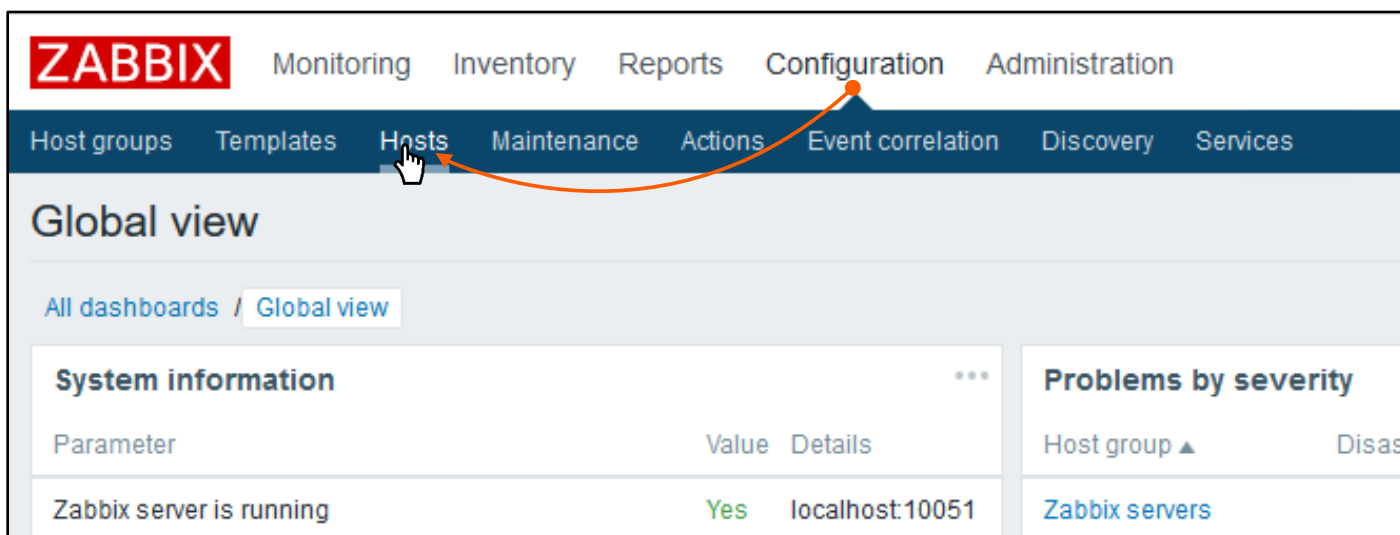 ZABBIX Monitoring Inventory Reports Configuration Administration
Host groups Templates Hosts Maintenance Actions Event correlation Discovery Services
Global view
All dashboards / Global view
System information
Problems by severity
Parameter Value Details
Host group ▲ Disas
Zabbix server is running Yes localhost:10051
Zabbix servers